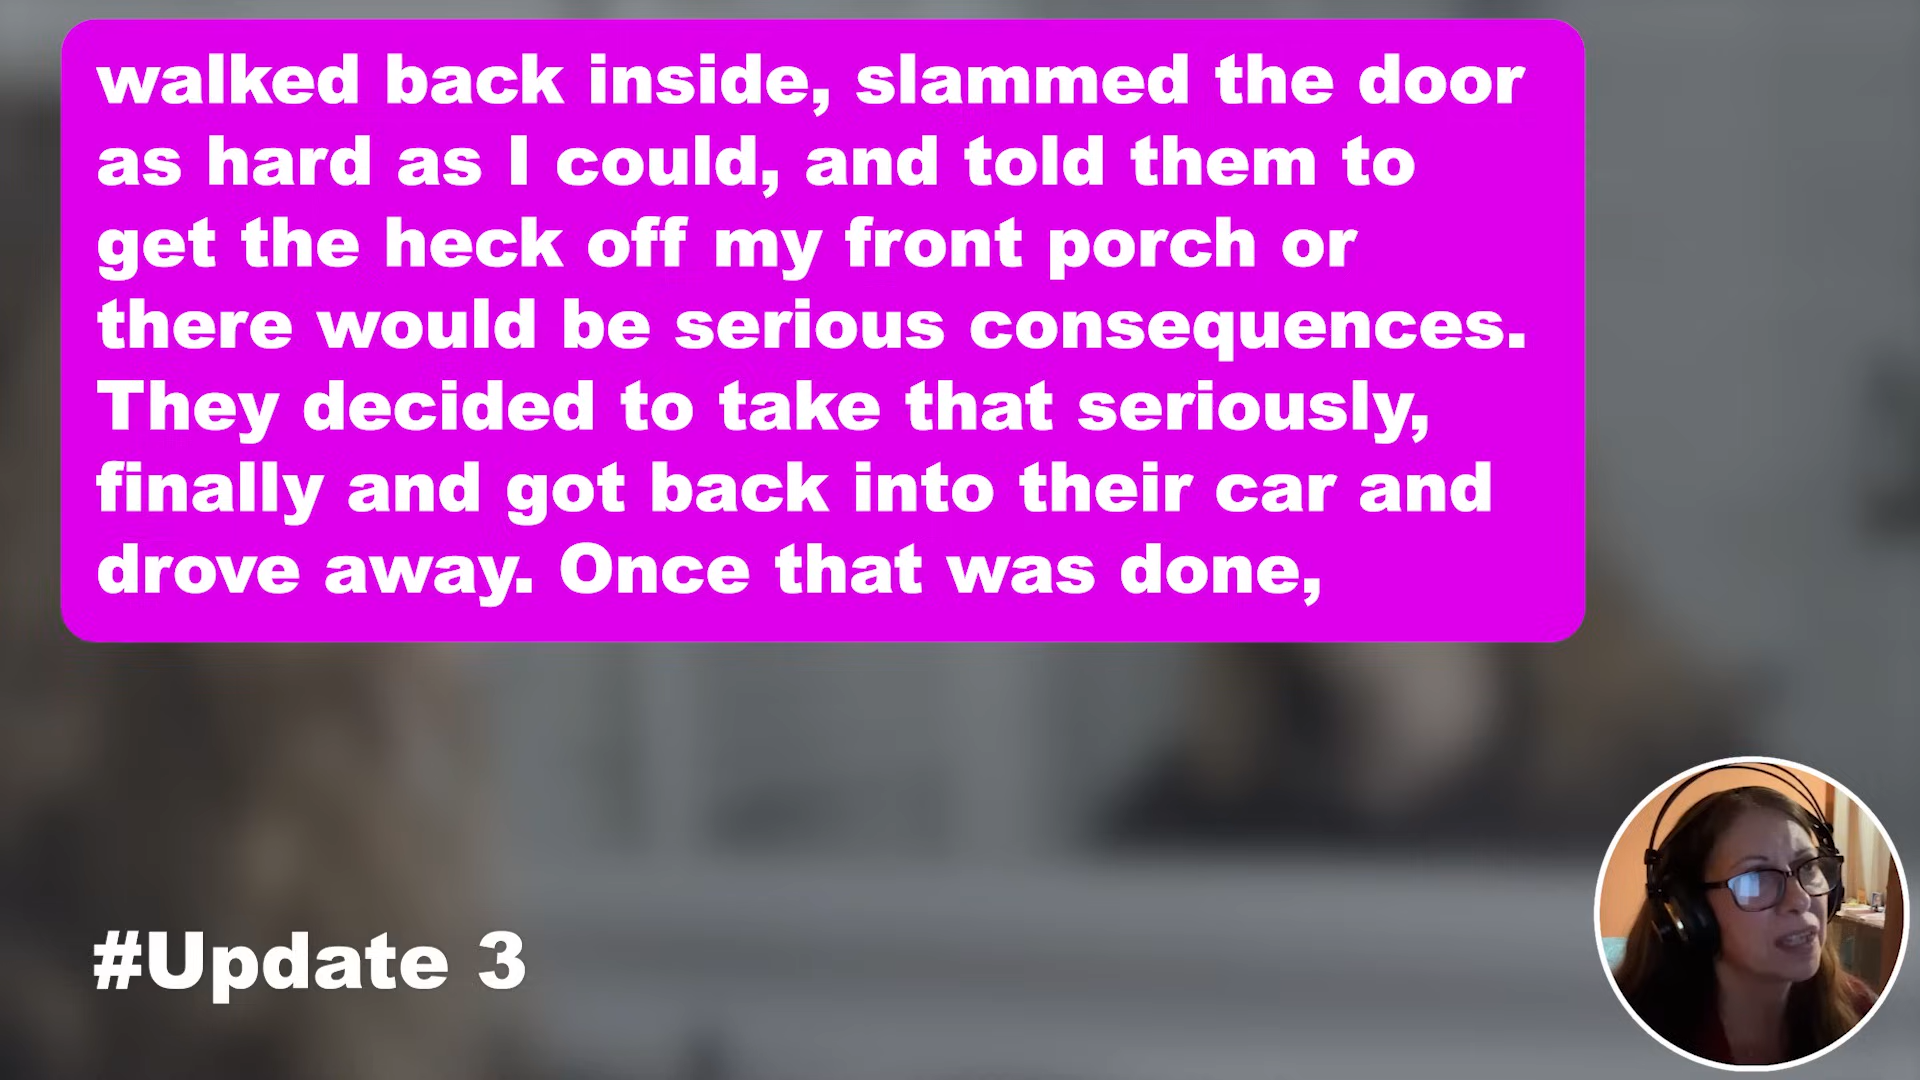 walked back inside, slammed the door
as hard as I could, and told them to
get the heck off my front porch or
there would be serious consequences.
They decided to take that seriously,
finally and got back into their car and
drove away. Once that was done,
#Update 3